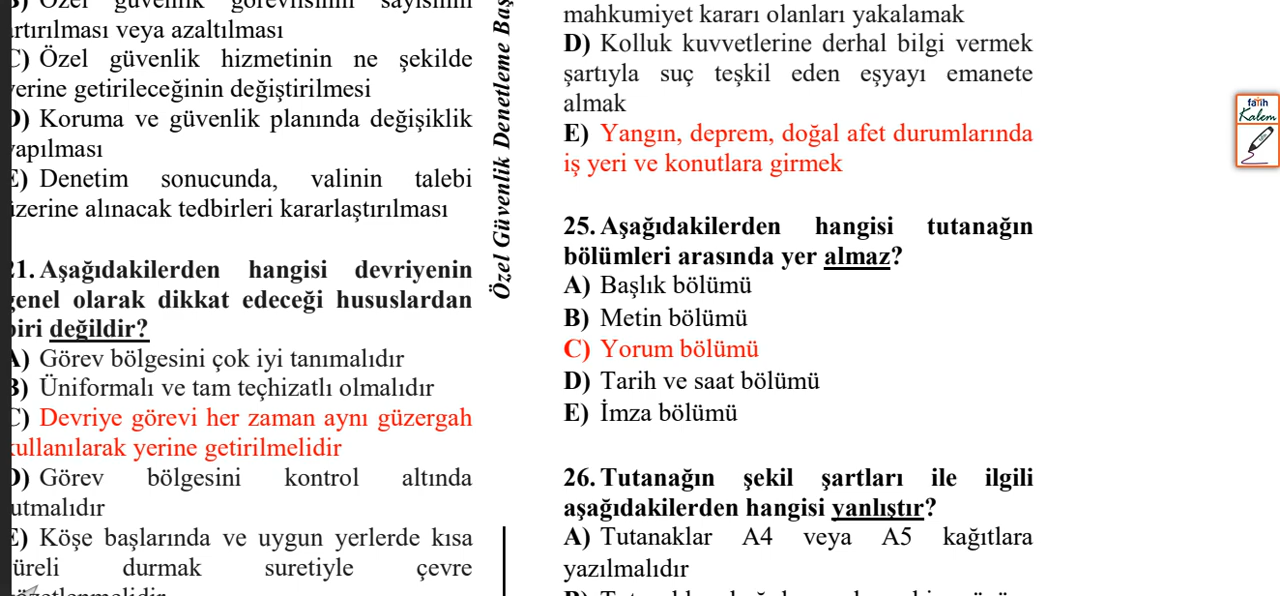 B) Özel güvenlik görevlisinin sayısının
artırılması veya azaltılması
C) Özel güvenlik hizmetinin ne şekilde
yerine getirileceğinin değiştirilmesi
D) Koruma ve güvenlik planında değişiklik
yapılması
E) Denetim sonucunda, valinin talebi
üzerine alınacak tedbirleri kararlaştırılması
21. Aşağıdakilerden hangisi devriyenin
genel olarak dikkat edeceği hususlardan
biri değildir?
A) Görev bölgesini çok iyi tanımalıdır
B) Üniformalı ve tam teçhizatlı olmalıdır
C) Devriye görevi her zaman aynı güzergah
kullanılarak yerine getirilmelidir
D) Görev bölgesini kontrol altında
tutmalıdır
E) Köşe başlarında ve uygun yerlerde kısa
süreli durmak suretiyle çevre
gözetlenmelidir
Özel Güvenlik Denetleme Baş
mahkumiyet kararı olanları yakalamak
D) Kolluk kuvvetlerine derhal bilgi vermek
şartıyla suç teşkil eden eşyayı emanete
almak
E) Yangın, deprem, doğal afet durumlarında
iş yeri ve konutlara girmek
25. Aşağıdakilerden hangisi tutanağın
bölümleri arasında yer almaz?
A) Başlık bölümü
B) Metin bölümü
C) Yorum bölümü
D) Tarih ve saat bölümü
E) İmza bölümü
26. Tutanağın şekil şartları ile ilgili
aşağıdakilerden hangisi yanlıştır?
A) Tutanaklar A4 veya A5 kağıtlara
yazılmalıdır
fatih
Kalem